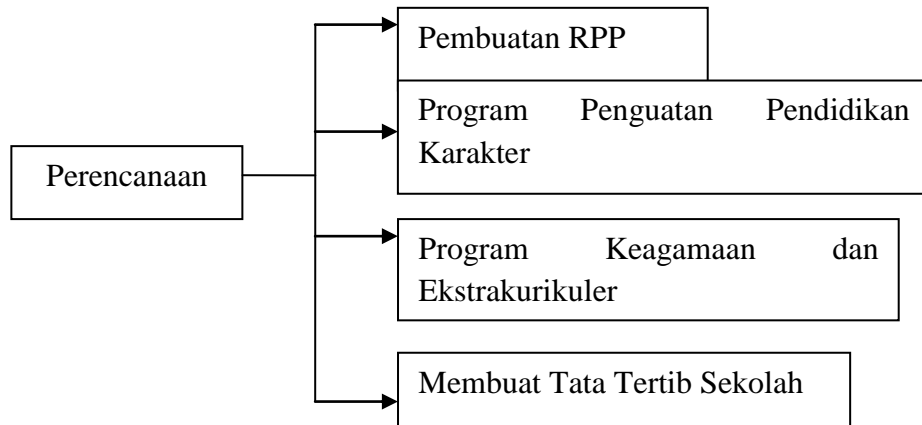 Pembuatan RPP
Program Penguatan Pendidikan
Karakter
Perencanaan
Program Keagamaan dan
Ekstrakurikuler
Membuat Tata Tertib Sekolah